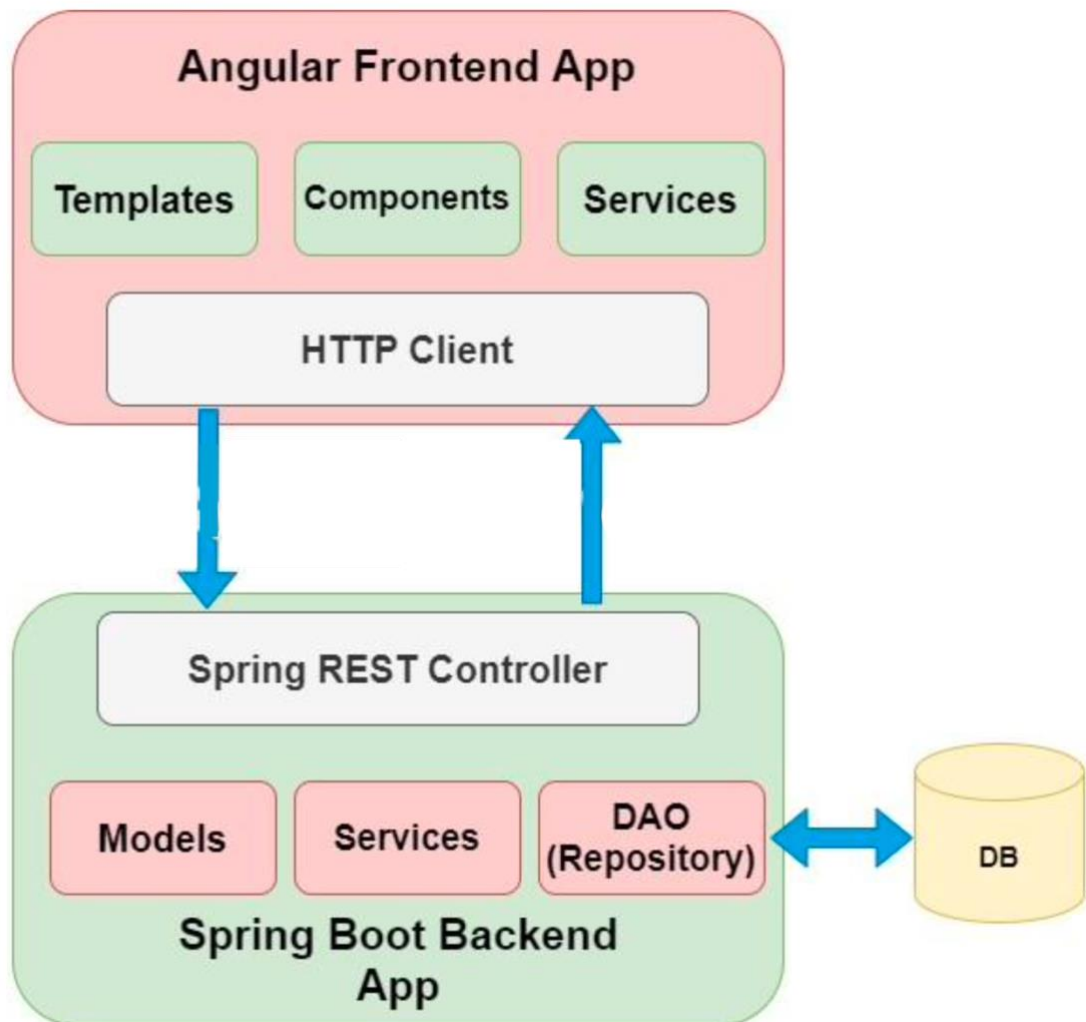 Angular Frontend App
Templates
Components
Services
HTTP Client
Spring REST Controller
Models
Services
DAO
(Repository)
DB
Spring Boot Backend
App